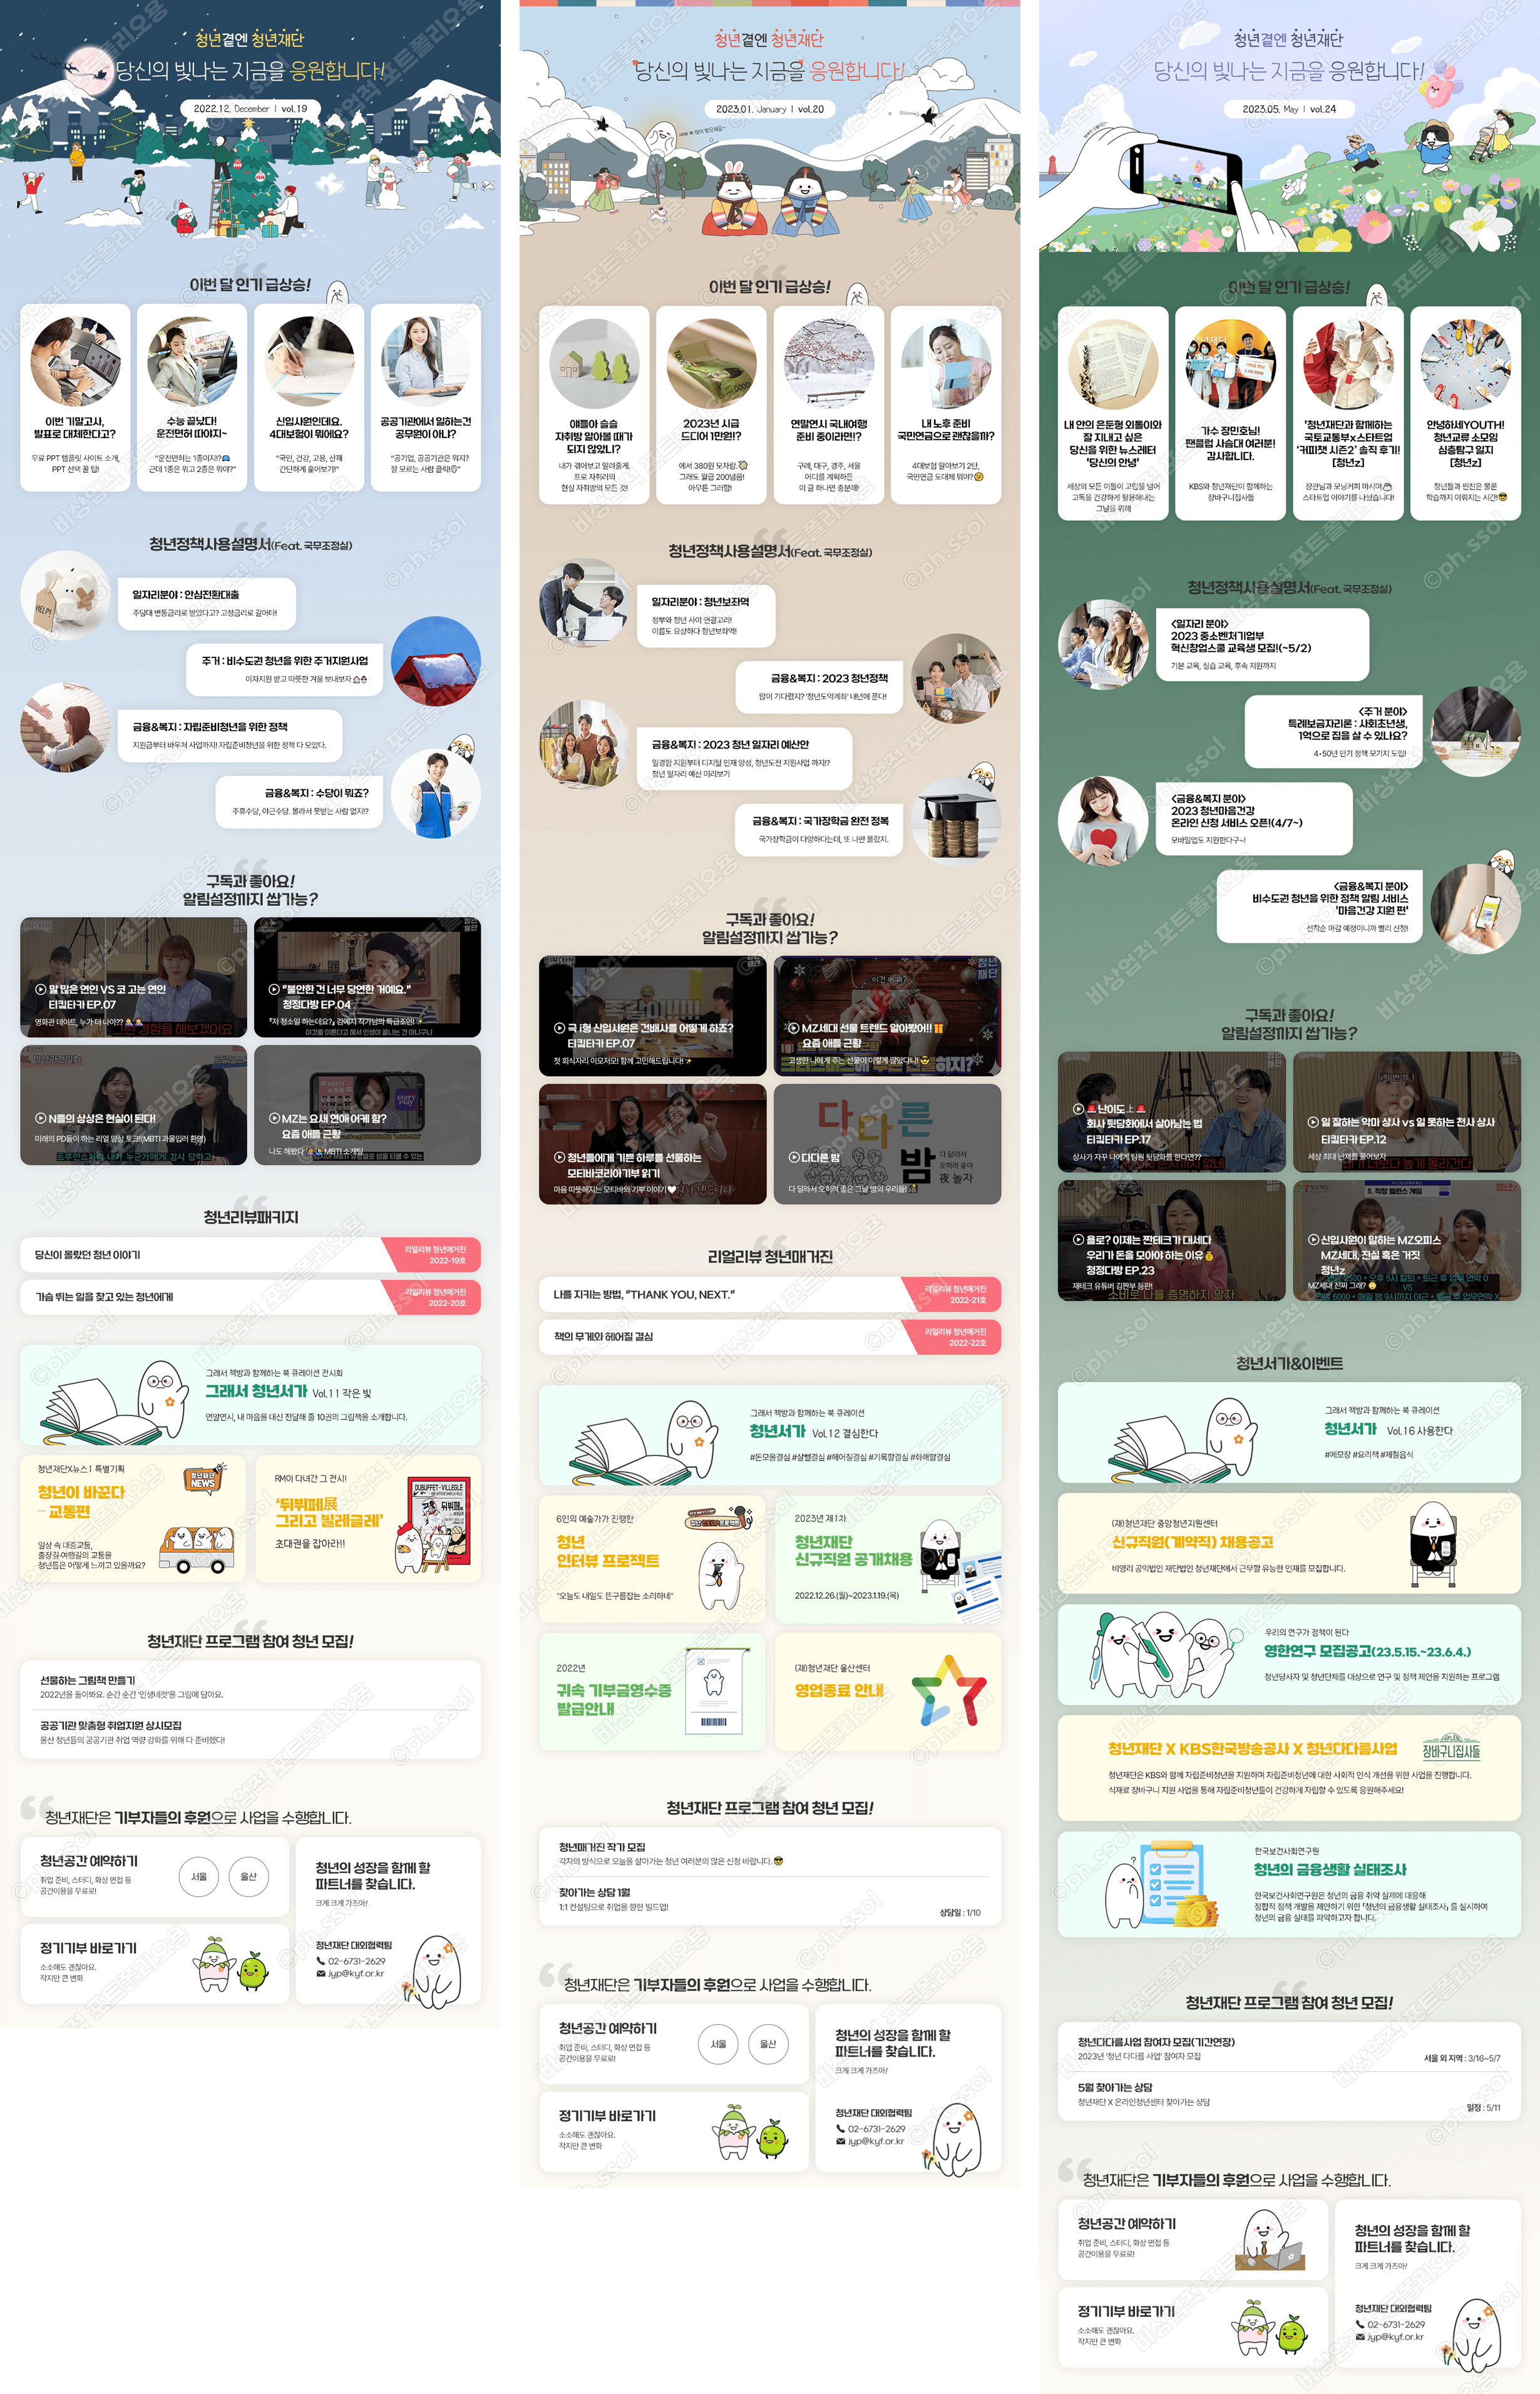 청년곁엔 청년재단
당신의 빛나는 지금을 응원합니다!
2022.12. December | vol.19
이번 달 인기 급상승!
이번 기말고사,
발표로 대체한다고?
무료 PPT 템플릿 사이트 소개,
PPT 선택 꿀 팁!
수능 끝났다!
운전면허 따야지~
"운전면허는 1종이지!?
근데 1종은 뭐고 2종은 뭐야?"
신입사원인데요.
4대보험이 뭐에요?
"국민, 건강, 고용, 산재
간단하게 훑어보기!"
공공기관에서 일하는건
공무원이 아냐?
"공기업, 공공기관은 뭐지?
잘 모르는 사람 클릭!
청년정책사용설명서(Feat. 국무조정실)
일자리분야 : 안심전환대출
주담대 변동금리로 받았다고? 고정금리로 갈아타!
주거 : 비수도권 청년을 위한 주거지원사업
이자지원 받고 따뜻한 겨울 보내보자
금융&복지 : 자립준비청년을 위한 정책
지원금부터 바우처 사업까지! 자립준비청년을 위한 정책 다 모았다.
금융&복지 : 수당이 뭐죠?
주휴수당, 야근수당. 몰라서 못받는 사람 없지!?
구독과 좋아요!
알림설정까지 쌉가능?
말 많은 연인 VS 코 고는 연인
티키타카 EP.07
영화관 데이트, 누가 더 나아??
"불안한 건 너무 당연한 거예요."
청정다방 EP.04
『저 청소일 하는데요?』 김예지 작가님의 특급조언!
N들의 상상은 현실이 된다!
미래의 PD들이 하는 리얼 망상 토크!(MBTI 과몰입러 환영)
MZ는 요새 연애 어케 함?
요즘 애들 근황
나도 해봤다 MBTI 소개팅
청년리뷰패키지
당신이 몰랐던 청년 이야기
리얼리뷰 청년매거진
2022-19호
가슴 뛰는 일을 찾고 있는 청년에게
리얼리뷰 청년매거진
2022-20호
그래서 책방과 함께하는 북 큐레이션 전시회
그래서 청년서가 Vol.11 작은 빛
연말연시, 내 마음을 대신 전달해 줄 10권의 그림책을 소개합니다.
청년재단X뉴스1 특별기획
청년이 바꾼다
- 교통편
일상 속 대중교통,
출장길·여행길의 교통을
청년들은 어떻게 느끼고 있을까요?
청년재단
NEWS
RM이 다녀간 그 전시!
'뒤뷔페展
그리고 빌레글레'
초대권을 잡아라!!
DUBUFFET-VILLEGLÉ
뒤뷔페
청년재단 프로그램 참여 청년 모집!
선물하는 그림책 만들기
2022년을 돌아봐요. 순간 순간 '인생네컷'을 그림에 담아요.
공공기관 맞춤형 취업지원 상시모집
울산 청년들의 공공기관 취업 역량 강화를 위해 다 준비했다!
청년재단은 기부자들의 후원으로 사업을 수행합니다.
청년공간 예약하기
취업 준비, 스터디, 화상 면접 등
공간이용을 무료로!
서울
울산
정기기부 바로가기
소소해도 괜찮아요.
작지만 큰 변화
청년의 성장을 함께 할
파트너를 찾습니다.
크게 크게 가즈아!
청년재단 대외협력팀
02-6731-2629
jyp@kyf.or.kr
청년곁엔 청년재단
당신의 빛나는 지금을 응원합니다!
2023.01. January | vol.20
새해 복 많이 받으세요~
이번 달 인기 급상승!
얘들아 슬슬
자취방 알아볼 때가
되지 않았니?
내가 겪어보고 알려줄게.
프로 자취러의
현실 자취방의 모든 것!
2023년 시급
드디어 1만원!?
에서 380원 모자람.
그래도 월급 200넘음!
아무튼 그러함!
연말연시 국내여행
준비 중이라면!?
구례, 대구, 경주, 서울
어디를 계획하든
이 글 하나면 충분해!
내 노후 준비
국민연금으로 괜찮을까?
4대보험 알아보기 2탄,
국민연금 도대체 뭐야?
청년정책사용설명서(Feat. 국무조정실)
일자리분야 : 청년보좌역
정부와 청년 사이 연결고리!
이름도 요상하다 청년보좌역!
금융&복지 : 2023 청년정책
많이 기다렸지? '청년도약계좌' 내년에 푼다!
금융&복지 : 2023 청년 일자리 예산안
일경험 지원부터 디지털 인재 양성, 청년도전 지원사업 까지!?
청년 일자리 예산 미리보기
금융&복지 : 국가장학금 완전 정복
국가장학금이 다양하다는데, 또 나만 몰랐지.
구독과 좋아요!
알림설정까지 쌉가능?
극 I형 신입사원은 건배사를 어떻게 하죠?
티키타카 EP.07
첫 회식자리 이모저모! 함께 고민해드립니다!
MZ세대 선물 트렌드 알아봤어!!
요즘 애들 근황
고생한 나에게 주는 선물이 이렇게 많았다니!
청년들에게 기쁜 하루를 선물하는
모티바코리아기부 읽기
마음 따뜻해지는 모티바의 기부 이야기
다다른 밤
다 달라서 오히려 좋은 그날 밤의 우리들!
다다른
밤
다 달라서
오히려 좋아
夜 놀자
리얼리뷰 청년매거진
나를 지키는 방법, "THANK YOU, NEXT."
리얼리뷰 청년매거진
2022-21호
책의 무게와 헤어질 결심
리얼리뷰 청년매거진
2022-22호
그래서 책방과 함께하는 북 큐레이션
청년서가 Vol.12 결심한다
#돈모을결심 #살뺄결심 #헤어질결심 #기록할결심 #화해할결심
6인의 예술가가 진행한
청년
인터뷰 프로젝트
"오늘도 내일도 뜬구름잡는 소리하네"
2023년 제1차
청년재단
신규직원 공개채용
2022.12.26.(월)~2023.1.19.(목)
2022년
귀속 기부금영수증
발급안내
(재)청년재단 울산센터
영업종료 안내
청년재단 프로그램 참여 청년 모집!
청년매거진 작가 모집
각자의 방식으로 오늘을 살아가는 청년 여러분의 많은 신청 바랍니다.
찾아가는 상담 1월
1:1 컨설팅으로 취업을 향한 빌드업!
상담일 : 1/10
청년재단은 기부자들의 후원으로 사업을 수행합니다.
청년공간 예약하기
취업 준비, 스터디, 화상 면접 등
공간이용을 무료로!
서울
울산
정기기부 바로가기
소소해도 괜찮아요.
작지만 큰 변화
청년의 성장을 함께 할
파트너를 찾습니다.
크게 크게 가즈아!
청년재단 대외협력팀
02-6731-2629
jyp@kyf.or.kr
청년곁엔 청년재단
당신의 빛나는 지금을 응원합니다!
2023.05. May | vol.24
이번 달 인기 급상승!
내 안의 은둔형 외톨이와
잘 지내고 싶은
당신을 위한 뉴스레터
'당신의 안녕'
세상의 모든 이들이 고립을 넘어
고독을 건강하게 활용해내는
그날을 위해
가수 장민호님!
팬클럽 사슴대 여러분!
감사합니다.
KBS와 청년재단이 함께하는
장바구니집사들
'청년재단과 함께하는
국토교통부x스타트업
'커피챗 시즌2' 솔직 후기!
[청년z]
장관님과 모닝커피 마시며
스타트업 이야기를 나눴습니다!
안녕하세YOUTH!
청년교류 소모임
심층탐구 일지
[청년z]
청년들과 찐친은 물론
학습까지 이뤄지는 시간!
청년정책사용설명서(Feat. 국무조정실)
<일자리 분야>
2023 중소벤처기업부
혁신창업스쿨 교육생 모집!(~5/2)
기본 교육, 실습 교육, 후속 지원까지
<주거 분야>
특례보금자리론 : 사회초년생,
1억으로 집을 살 수 있나요?
4·50년 만기 정책 모기지 도입!
<금융&복지 분야>
2023 청년마음건강
온라인 신청 서비스 오픈!(4/7~)
모바일앱도 지원한다구~!
<금융&복지 분야>
비수도권 청년을 위한 정책 알림 서비스
'마음건강 지원 편'
선착순 마감 예정이니까 빨리 신청!
구독과 좋아요!
알림설정까지 쌉가능?
난이도上
회사 뒷담화에서 살아남는 법
티키타카 EP.17
상사가 자꾸 나에게 팀원 뒷담화를 한다면??
일 잘하는 악마 상사 vs 일 못하는 천사 상사
티키타카 EP.12
세상 최대 난제를 풀어보자
욜로? 이제는 짠테크가 대세다
우리가 돈을 모아야 하는 이유
청정다방 EP.23
재테크 유튜버 김짠부 등판!
소비로 나를 증명하지 말자
신입사원이 말하는 MZ오피스
MZ세대, 진실 혹은 거짓
청년z
MZ세대 진짜 그래?
청년서가&이벤트
그래서 책방과 함께하는 북 큐레이션
청년서가 Vol.16 사용한다
#메모장 #요리책 #제철음식
(재)청년재단 중앙청년지원센터
신규직원(계약직) 채용공고
비영리 공익법인 재단법인 청년재단에서 근무할 유능한 인재를 모집합니다.
우리의 연구가 정책이 된다
영한연구 모집공고(23.5.15.~23.6.4.)
청년당사자 및 청년단체를 대상으로 연구 및 정책 제언을 지원하는 프로그램
청년재단 X KBS한국방송공사 X 청년다다름사업
장바구니집사들
청년재단은 KBS와 함께 자립준비청년을 지원하며 자립준비청년에 대한 사회적 인식 개선을 위한 사업을 진행합니다.
식재료 장바구니 지원 사업을 통해 자립준비청년들이 건강하게 자립할 수 있도록 응원해주세요!
한국보건사회연구원
청년의 금융생활 실태조사
한국보건사회연구원은 청년의 금융 취약 실제에 대응해
정합적 정책 개발을 제안하기 위한 「청년의 금융생활 실태조사」를 실시하여
청년의 금융 실태를 파악하고자 합니다.
청년재단 프로그램 참여 청년 모집!
청년다다름사업 참여자 모집(기간연장)
2023년 '청년 다다름 사업' 참여자 모집
서울 외 지역 : 3/16~5/7
5월 찾아가는 상담
청년재단 X 온라인청년센터 찾아가는 상담
일정 : 5/11
청년재단은 기부자들의 후원으로 사업을 수행합니다.
청년공간 예약하기
취업 준비, 스터디, 화상 면접 등
공간이용을 무료로!
정기기부 바로가기
소소해도 괜찮아요.
작지만 큰 변화
청년의 성장을 함께 할
파트너를 찾습니다.
크게 크게 가즈아!
청년재단 대외협력팀
02-6731-2629
jyp@kyf.or.kr
비상업적 포트폴리오용
©ph.ssol